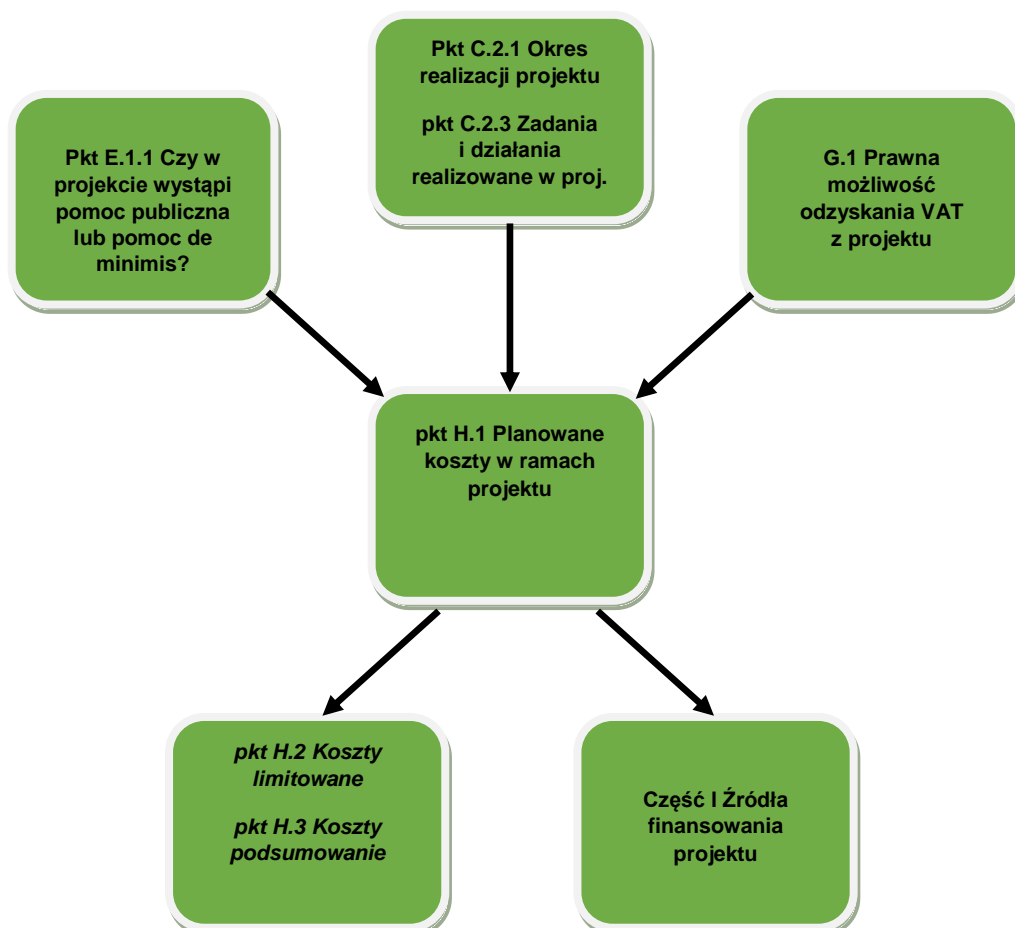 Pkt C.2.1 Okres
realizacji projektu
pkt C.2.3 Zadania
i działania
realizowane w proj.
Pkt E.1.1 Czy w
projekcie wystąpi
pomoc publiczna
lub pomoc de
minimis?
G.1 Prawna
możliwość
odzyskania VAT
z projektu
pkt H.1 Planowane
koszty w ramach
projektu
pkt H.2 Koszty
limitowane
pkt H.3 Koszty
podsumowanie
Część I Źródła
finansowania
projektu